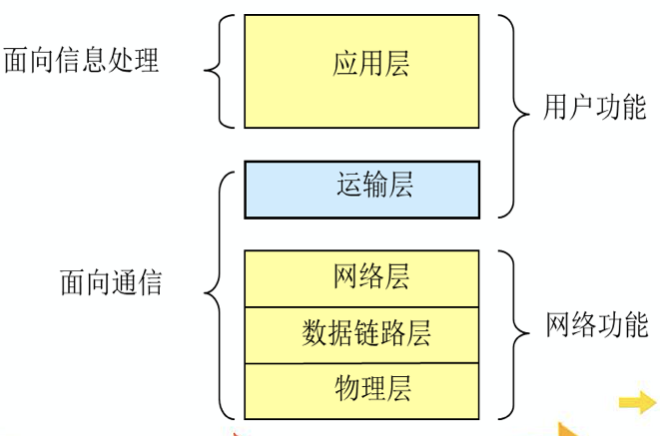 面向信息处理
应用层
用户功能
运输层
面向通信
网络层
数据链路层
网络功能
物理层